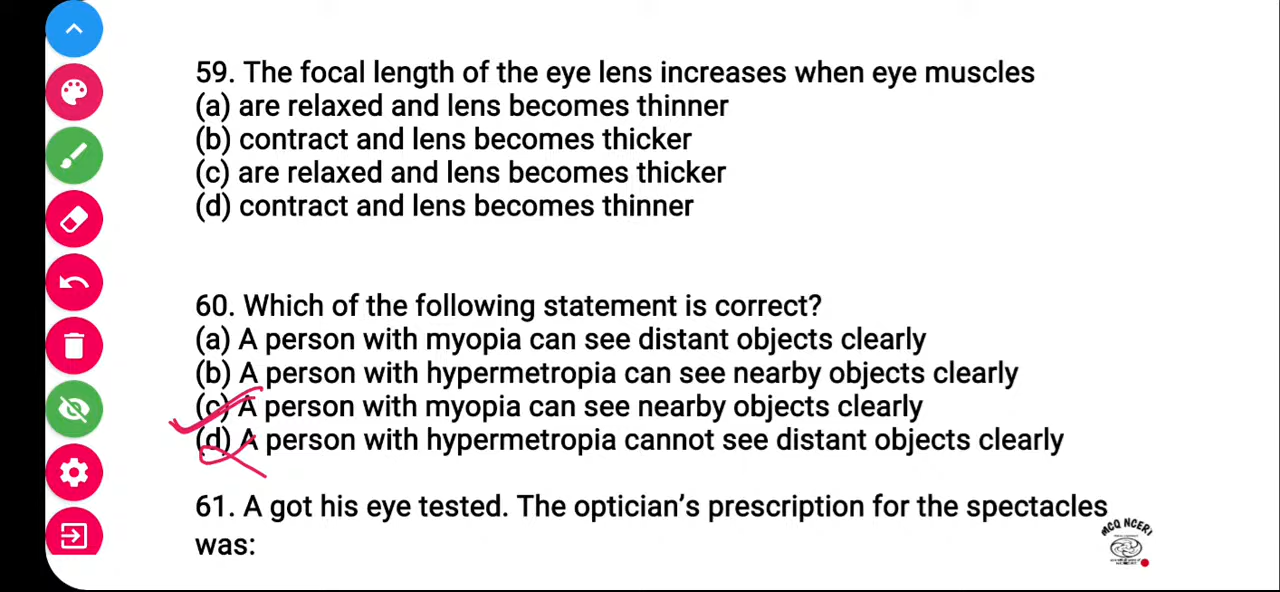 59. The focal length of the eye lens increases when eye muscles
(a) are relaxed and lens becomes thinner
(b) contract and lens becomes thicker
(c) are relaxed and lens becomes thicker
(d) contract and lens becomes thinner
60. Which of the following statement is correct?
(a) A person with myopia can see distant objects clearly
(b) A person with hypermetropia can see nearby objects clearly
(c) A person with myopia can see nearby objects clearly
(d) A person with hypermetropia cannot see distant objects clearly
61. A got his eye tested. The optician’s prescription for the spectacles
was:
MCQ NCERT